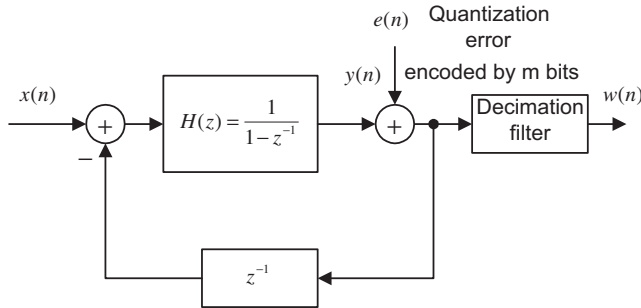 e(n) Quantization
error
y(n) encoded by m bits
x(n)
+
−
H(z) = 1/(1− z⁻¹)
+
Decimation
filter
w(n)
z⁻¹